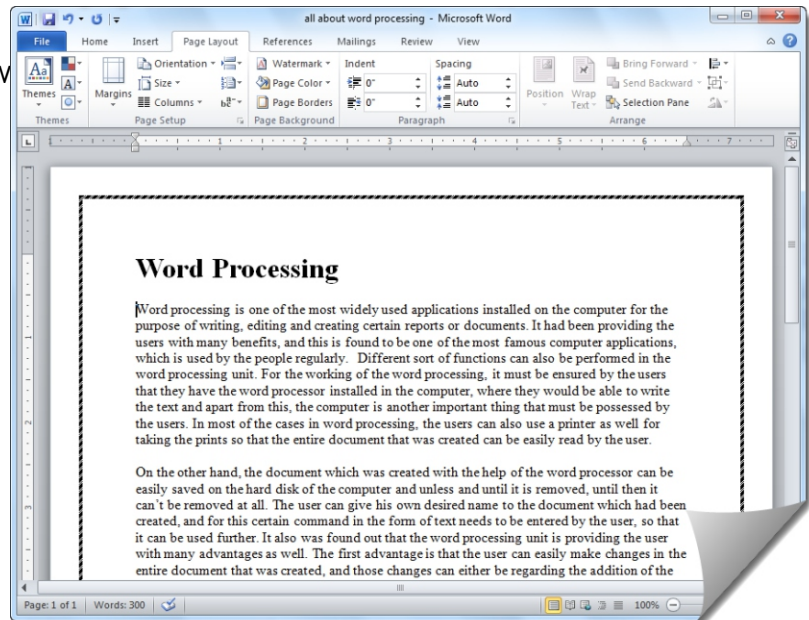 all about word processing - Microsoft Word
File Home Insert Page Layout References Mailings Review View
Themes
Margins
Orientation
Size
Columns
Watermark
Page Color
Page Borders
Indent
0"
0"
Spacing
Auto
Auto
Position
Wrap Text
Bring Forward
Send Backward
Selection Pane
Themes Page Setup Page Background Paragraph Arrange
1 2 3 4 5 6 7
Word Processing
Word processing is one of the most widely used applications installed on the computer for the
purpose of writing, editing and creating certain reports or documents. It had been providing the
users with many benefits, and this is found to be one of the most famous computer applications,
which is used by the people regularly. Different sort of functions can also be performed in the
word processing unit. For the working of the word processing, it must be ensured by the users
that they have the word processor installed in the computer, where they would be able to write
the text and apart from this, the computer is another important thing that must be possessed by
the users. In most of the cases in word processing, the users can also use a printer as well for
taking the prints so that the entire document that was created can be easily read by the user.
On the other hand, the document which was created with the help of the word processor can be
easily saved on the hard disk of the computer and unless and until it is removed, until then it
can't be removed at all. The user can give his own desired name to the document which had been
created, and for this certain command in the form of text needs to be entered by the user, so that
it can be used further. It also was found out that the word processing unit is providing the user
with many advantages as well. The first advantage is that the user can easily make changes in the
entire document that was created, and those changes can either be regarding the addition of the
Page: 1 of 1 Words: 300 100%